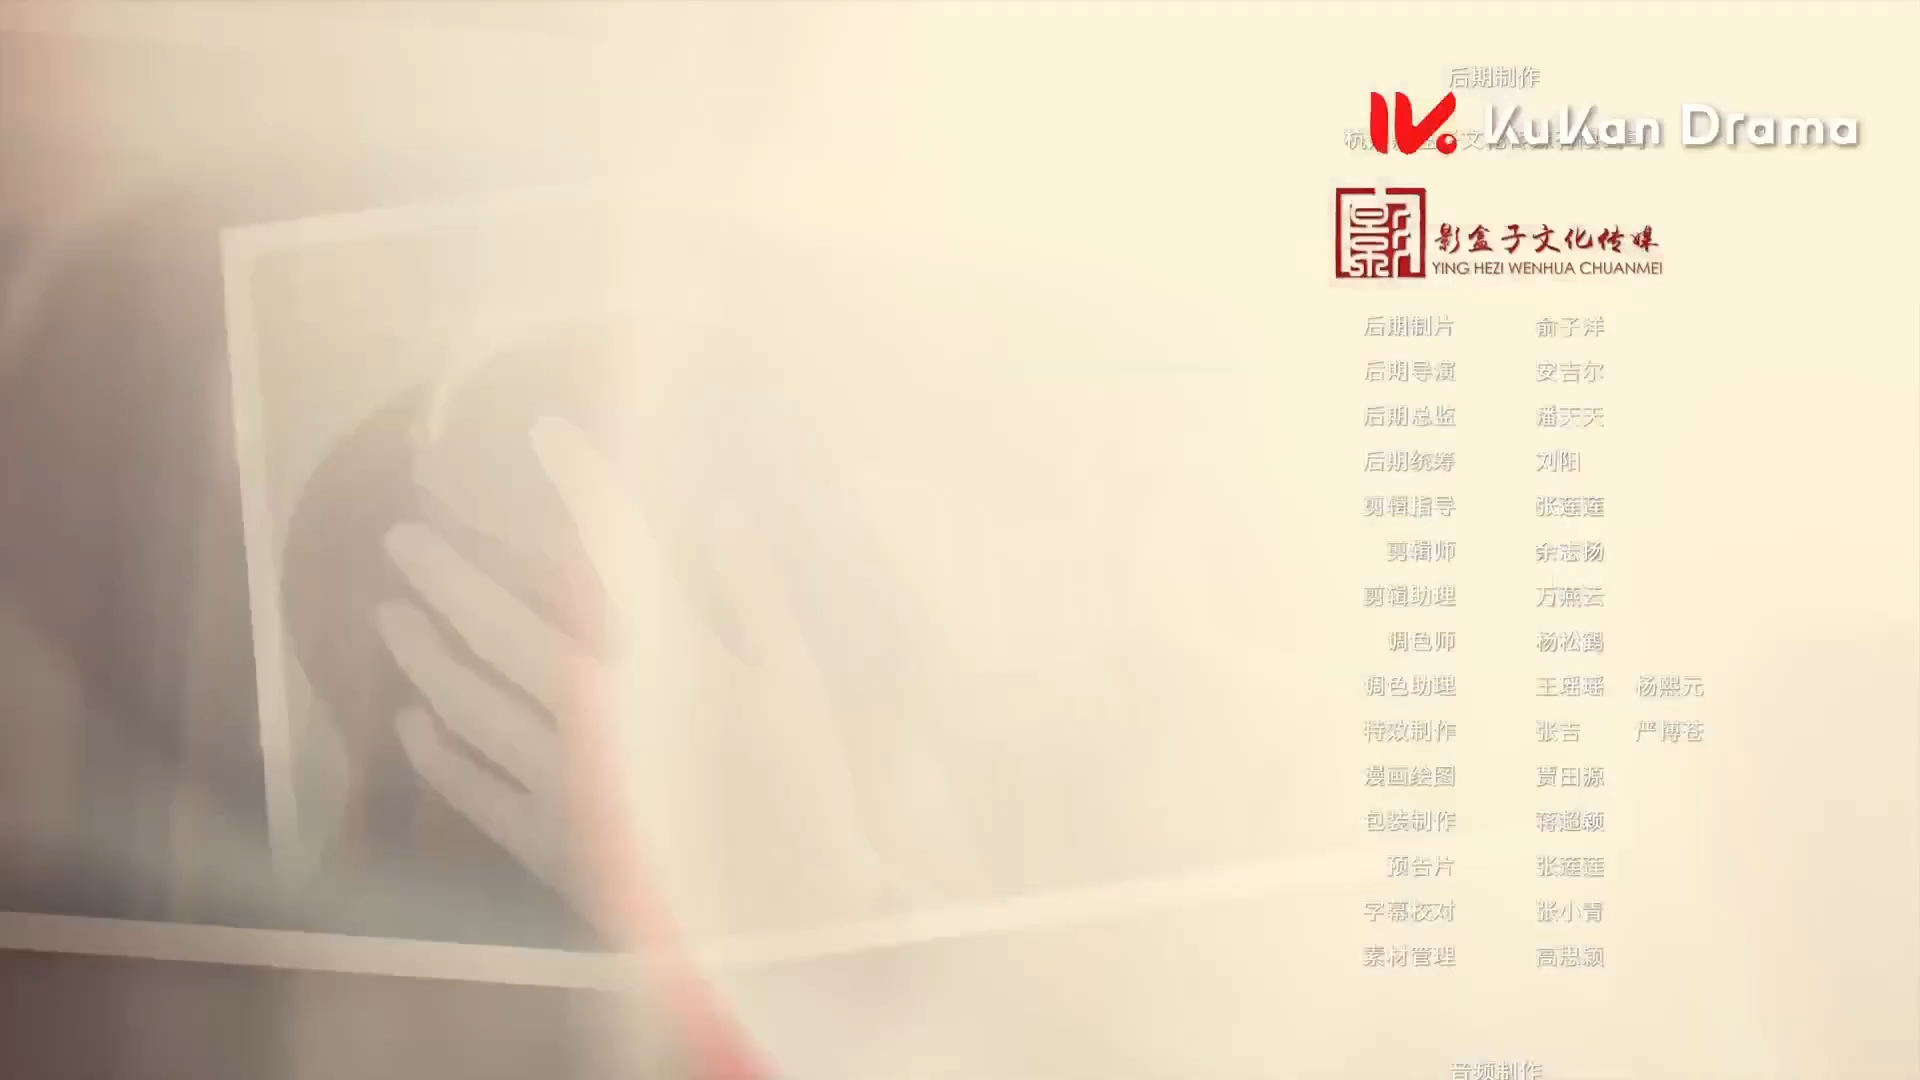 后期制作
KuKan Drama
影盒子文化传媒
YING HEZI WENHUA CHUANMEI
后期制片 俞子洋
后期导演 安吉尔
后期总监 潘天天
后期统筹 刘阳
剪辑指导 张莲莲
剪辑师 余志扬
剪辑助理 万燕云
调色师 杨松鹤
调色助理 王瑶瑶 杨熙元
特效制作 张吉 严博苍
漫画绘图 贾田源
包装制作 蒋超颖
预告片 张莲莲
字幕校对 张小青
素材管理 高思颖
音频制作